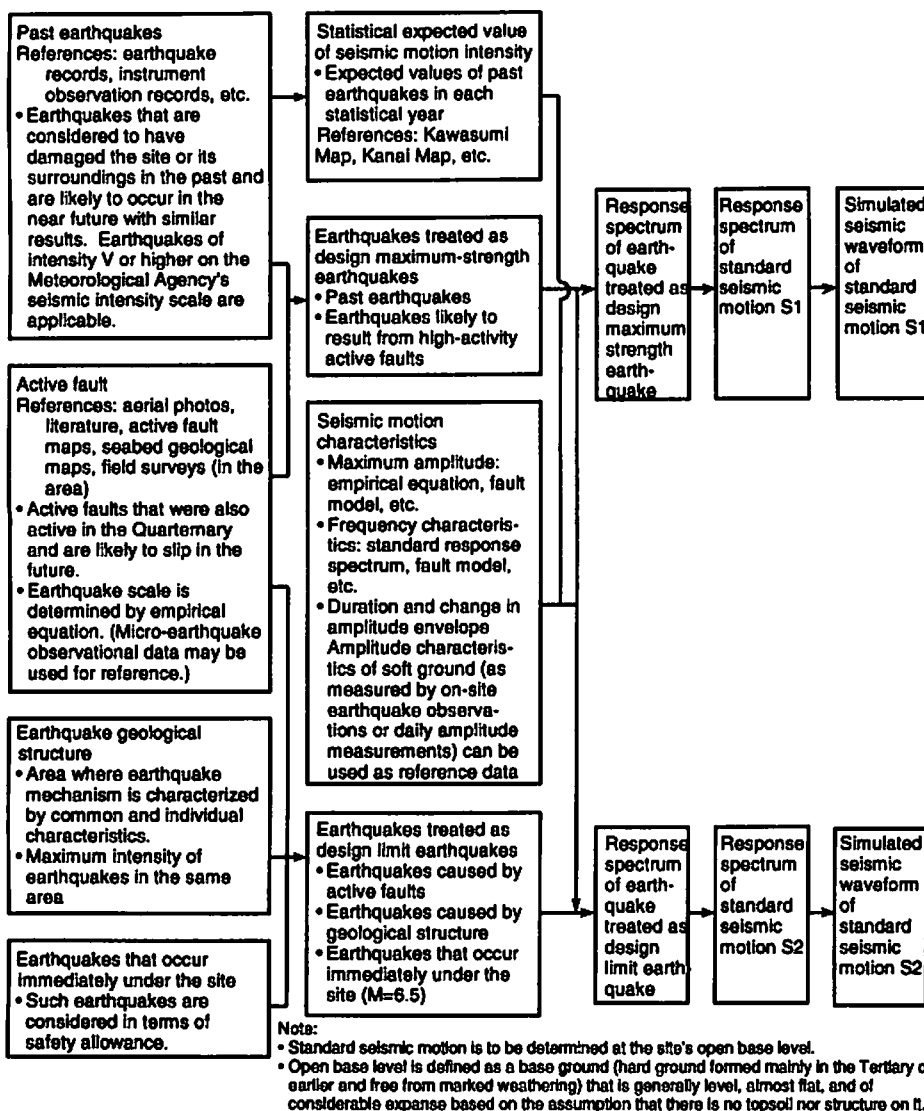 Past earthquakes
References: earthquake
records, instrument
observation records, etc.
• Earthquakes that are
considered to have
damaged the site or its
surroundings in the past and
are likely to occur in the
near future with similar
results. Earthquakes of
intensity V or higher on the
Meteorological Agency's
seismic intensity scale are
applicable.
Active fault
References: aerial photos,
literature, active fault
maps, seabed geological
maps, field surveys (in the
area)
• Active faults that were also
active in the Quarternary
and are likely to slip in the
future.
• Earthquake scale is
determined by empirical
equation. (Micro-earthquake
observational data may be
used for reference.)
Earthquake geological
structure
• Area where earthquake
mechanism is characterized
by common and individual
characteristics.
• Maximum intensity of
earthquakes in the same
area
Earthquakes that occur
immediately under the site
• Such earthquakes are
considered in terms of
safety allowance.
Statistical expected value
of seismic motion intensity
• Expected values of past
earthquakes in each
statistical year
References: Kawasumi
Map, Kanai Map, etc.
Earthquakes treated as
design maximum-strength
earthquakes
• Past earthquakes
• Earthquakes likely to
result from high-activity
active faults
Seismic motion
characteristics
• Maximum amplitude:
empirical equation, fault
model, etc.
• Frequency characteris-
tics: standard response
spectrum, fault model,
etc.
• Duration and change in
amplitude envelope
Amplitude characteris-
tics of soft ground (as
measured by on-site
earthquake observa-
tions or daily amplitude
measurements) can be
used as reference data
Earthquakes treated as
design limit earthquakes
• Earthquakes caused by
active faults
• Earthquakes caused by
geological structure
• Earthquakes that occur
immediately under the
site (M=6.5)
Response
spectrum
of earth-
quake
treated as
design
maximum
strength
earth-
quake
Response
spectrum
of
standard
seismic
motion S1
Simulated
seismic
waveform
of
standard
seismic
motion S1
Response
spectrum
of earth-
quake
treated as
design
limit earth
quake
Response
spectrum
of
standard
seismic
motion S2
Simulated
seismic
waveform
of
standard
seismic
motion S2
Note:
• Standard seismic motion is to be determined at the site's open base level.
• Open base level is defined as a base ground (hard ground formed mainly in the Tertiary o
earlier and free from marked weathering) that is generally level, almost flat, and of
considerable expanse based on the assumption that there is no topsoil nor structure on it.